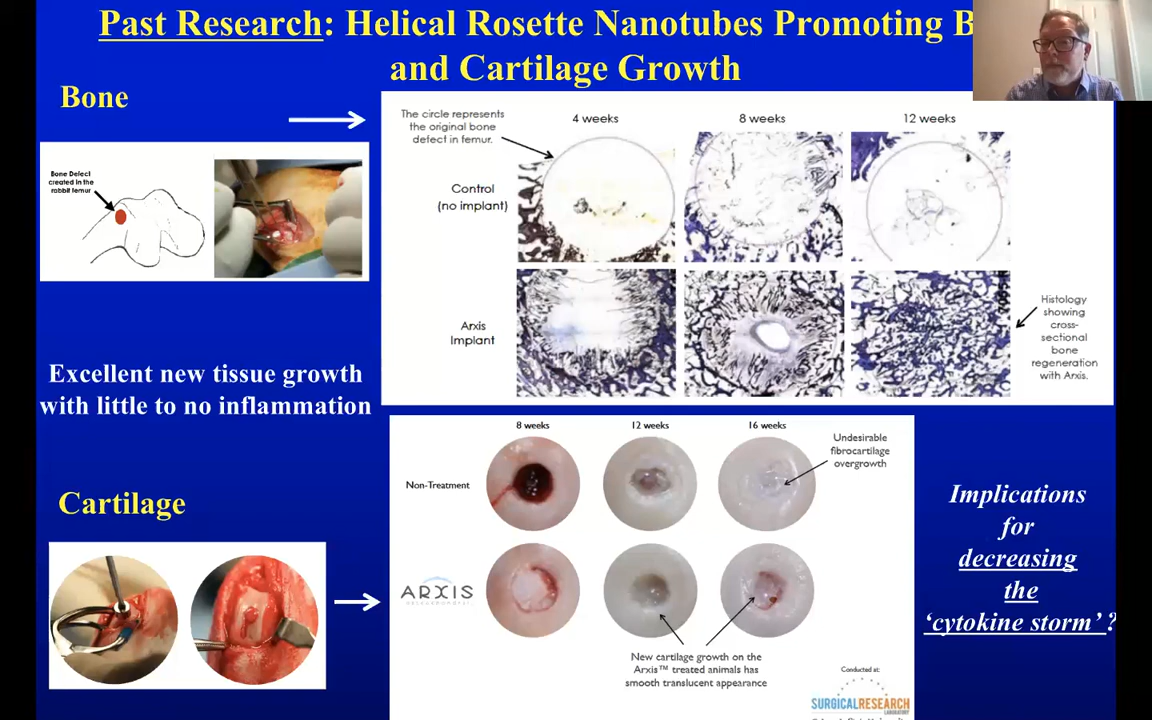 Past Research: Helical Rosette Nanotubes Promoting B
and Cartilage Growth
Bone
Bone Defect
created in the
rabbit femur
The circle represents
the original bone
defect in femur.
4 weeks
8 weeks
12 weeks
Control
(no implant)
Arxis
Implant
Histology
showing
cross-
sectional
bone
regeneration
with Arxis.
Excellent new tissue growth
with little to no inflammation
Cartilage
8 weeks
12 weeks
16 weeks
Undesirable
fibrocartilage
overgrowth
Non-Treatment
ARXIS
New cartilage growth on the
Arxis™ treated animals has
smooth translucent appearance
Conducted at:
SURGICALRESEARCH
LABORATORY
Implications
for
decreasing
the
‘cytokine storm’?